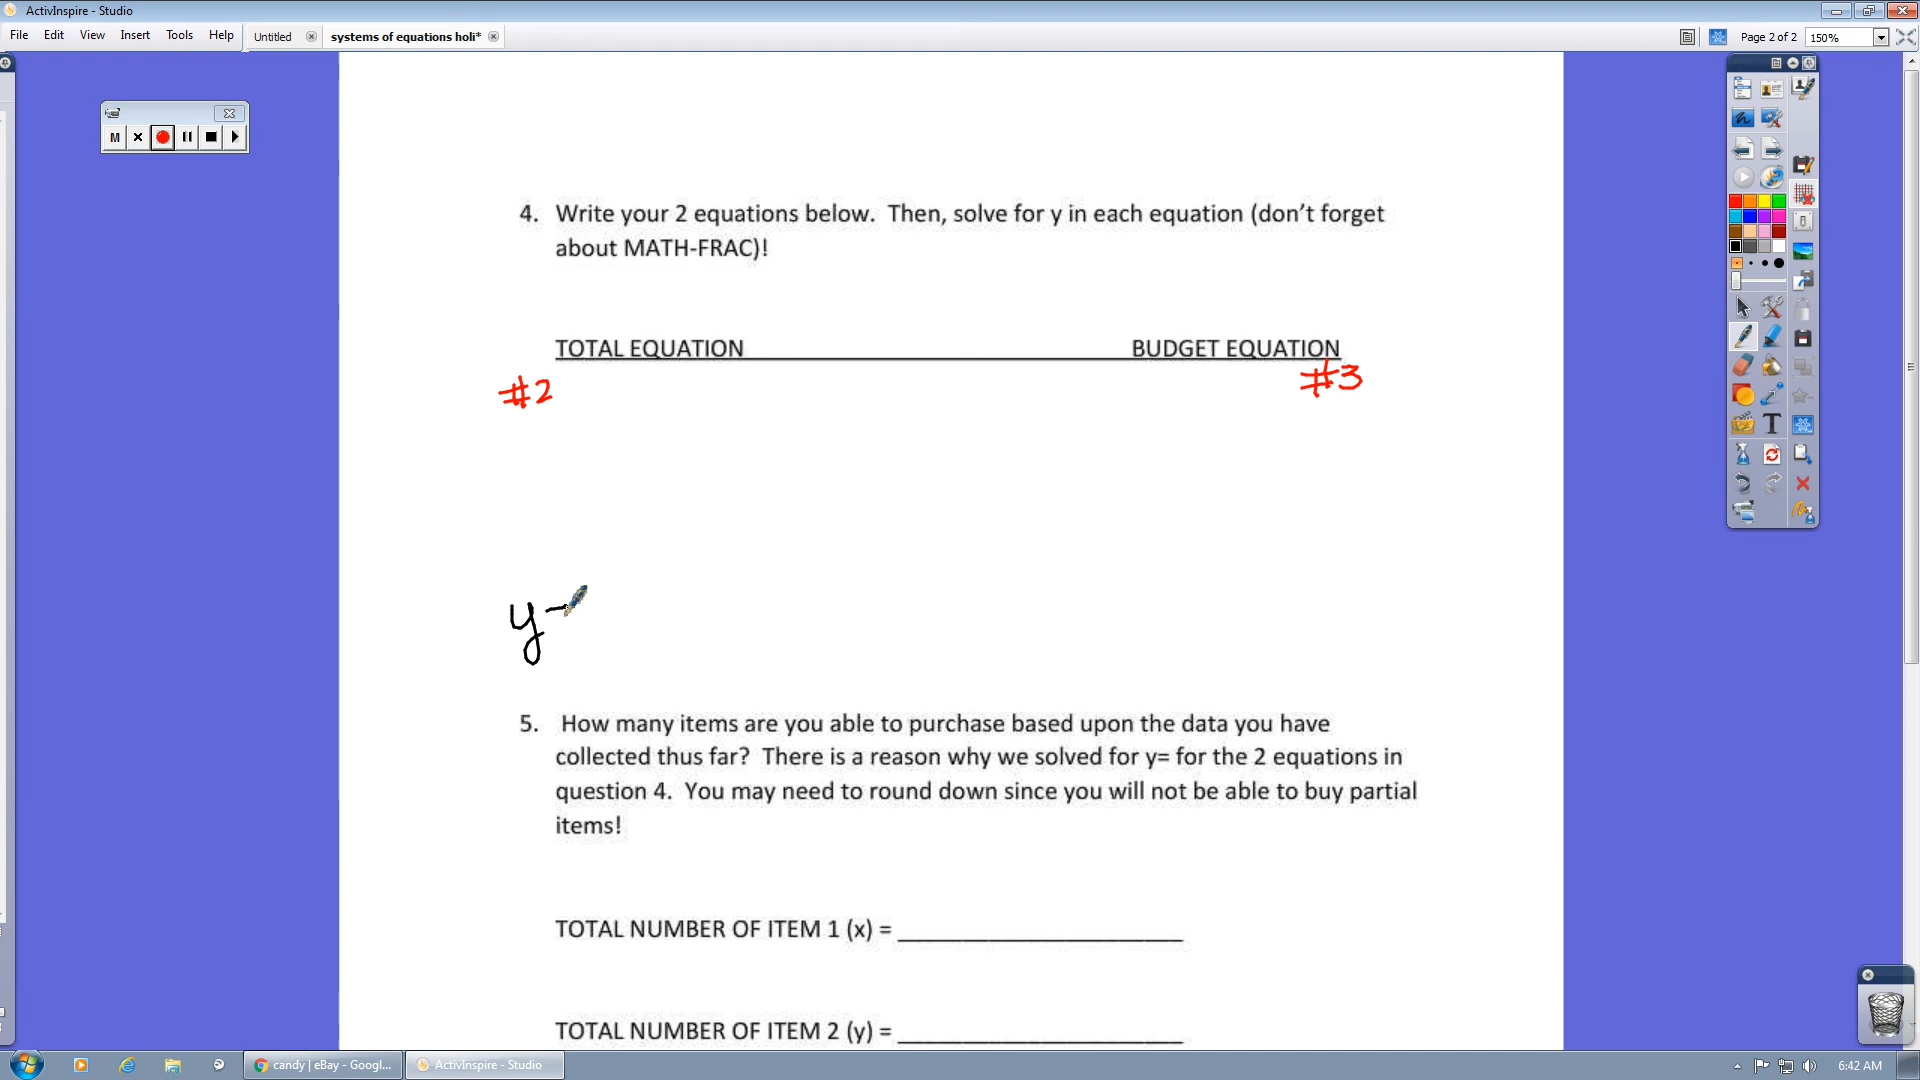 ActivInspire - Studio
File Edit View Insert Tools Help Untitled systems of equations holi* Page 2 of 2 150%
M
4. Write your 2 equations below. Then, solve for y in each equation (don't forget
about MATH-FRAC)!
TOTAL EQUATION BUDGET EQUATION
#2 #3
y-
5. How many items are you able to purchase based upon the data you have
collected thus far? There is a reason why we solved for y= for the 2 equations in
question 4. You may need to round down since you will not be able to buy partial
items!
TOTAL NUMBER OF ITEM 1 (x) = ______________________
TOTAL NUMBER OF ITEM 2 (y) = ______________________
candy | eBay - Googl... ActivInspire - Studio 6:42 AM